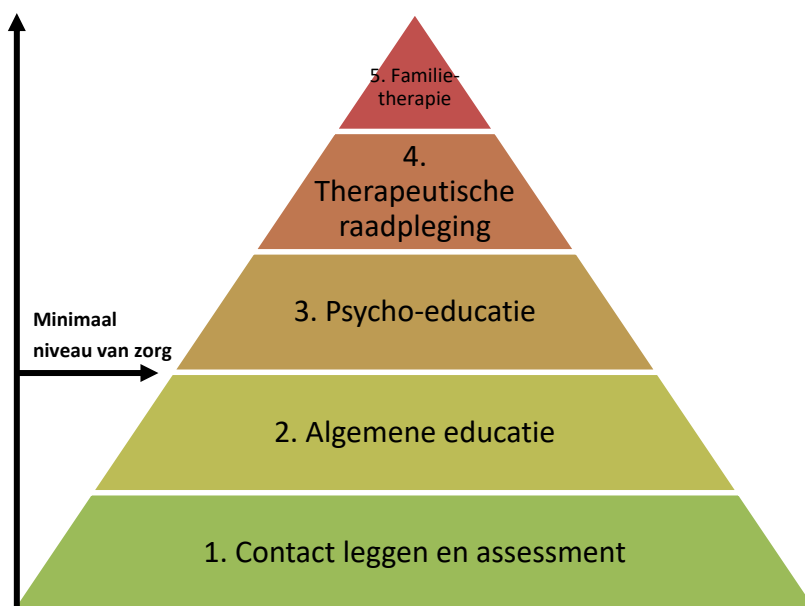 5. Familie-
therapie
4.
Therapeutische
raadpleging
3. Psycho-educatie
Minimaal
niveau van zorg
2. Algemene educatie
1. Contact leggen en assessment